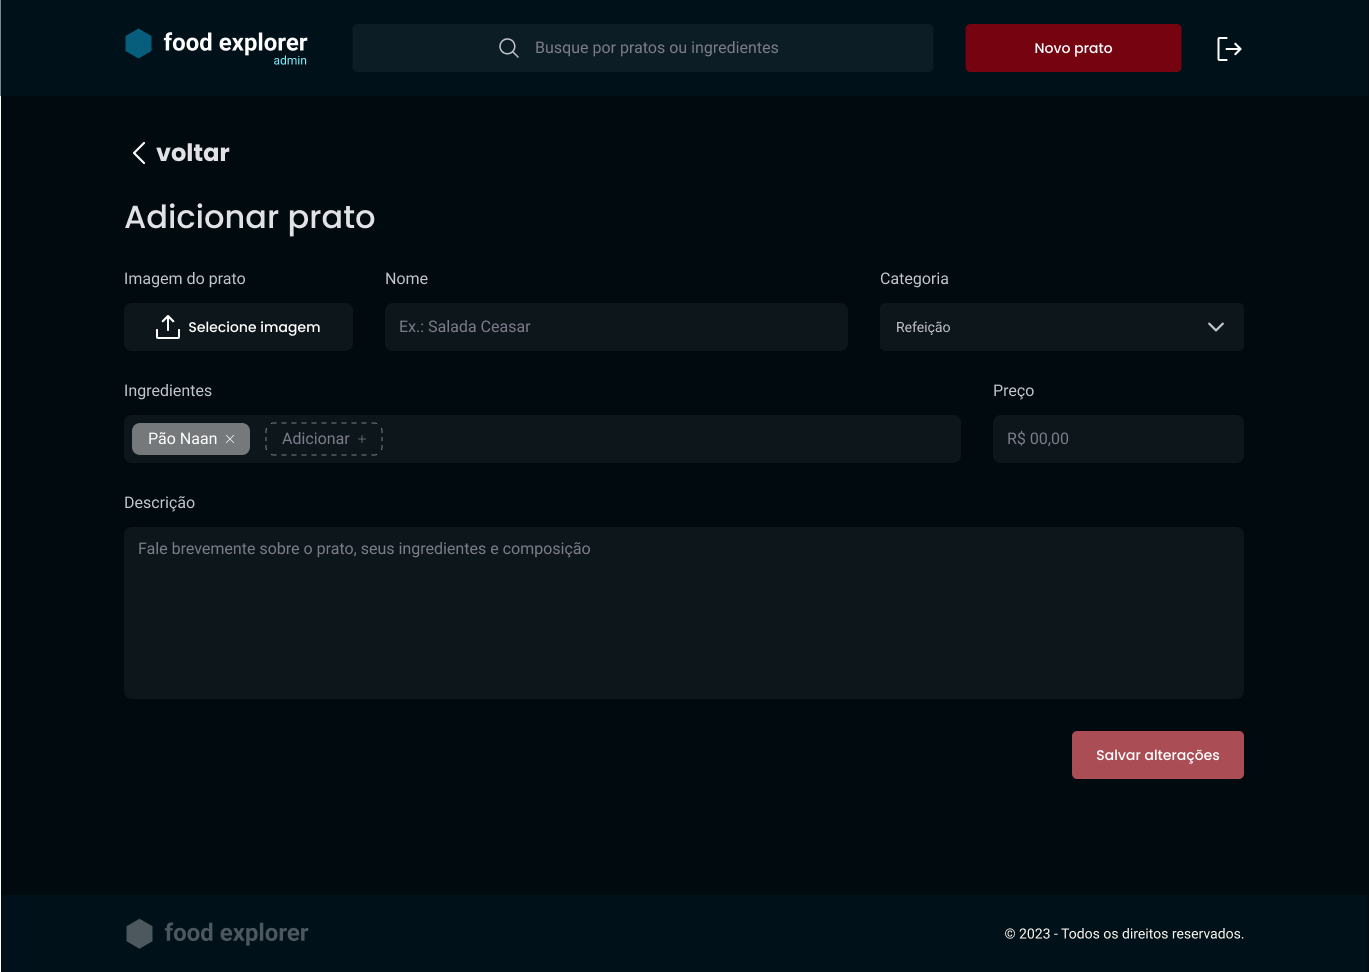 food explorer
admin
Busque por pratos ou ingredientes
Novo prato
voltar
Adicionar prato
Imagem do prato
Selecione imagem
Nome
Ex.: Salada Ceasar
Categoria
Refeição
Ingredientes
Pão Naan
Adicionar +
Preço
R$ 00,00
Descrição
Fale brevemente sobre o prato, seus ingredientes e composição
Salvar alterações
food explorer
© 2023 - Todos os direitos reservados.